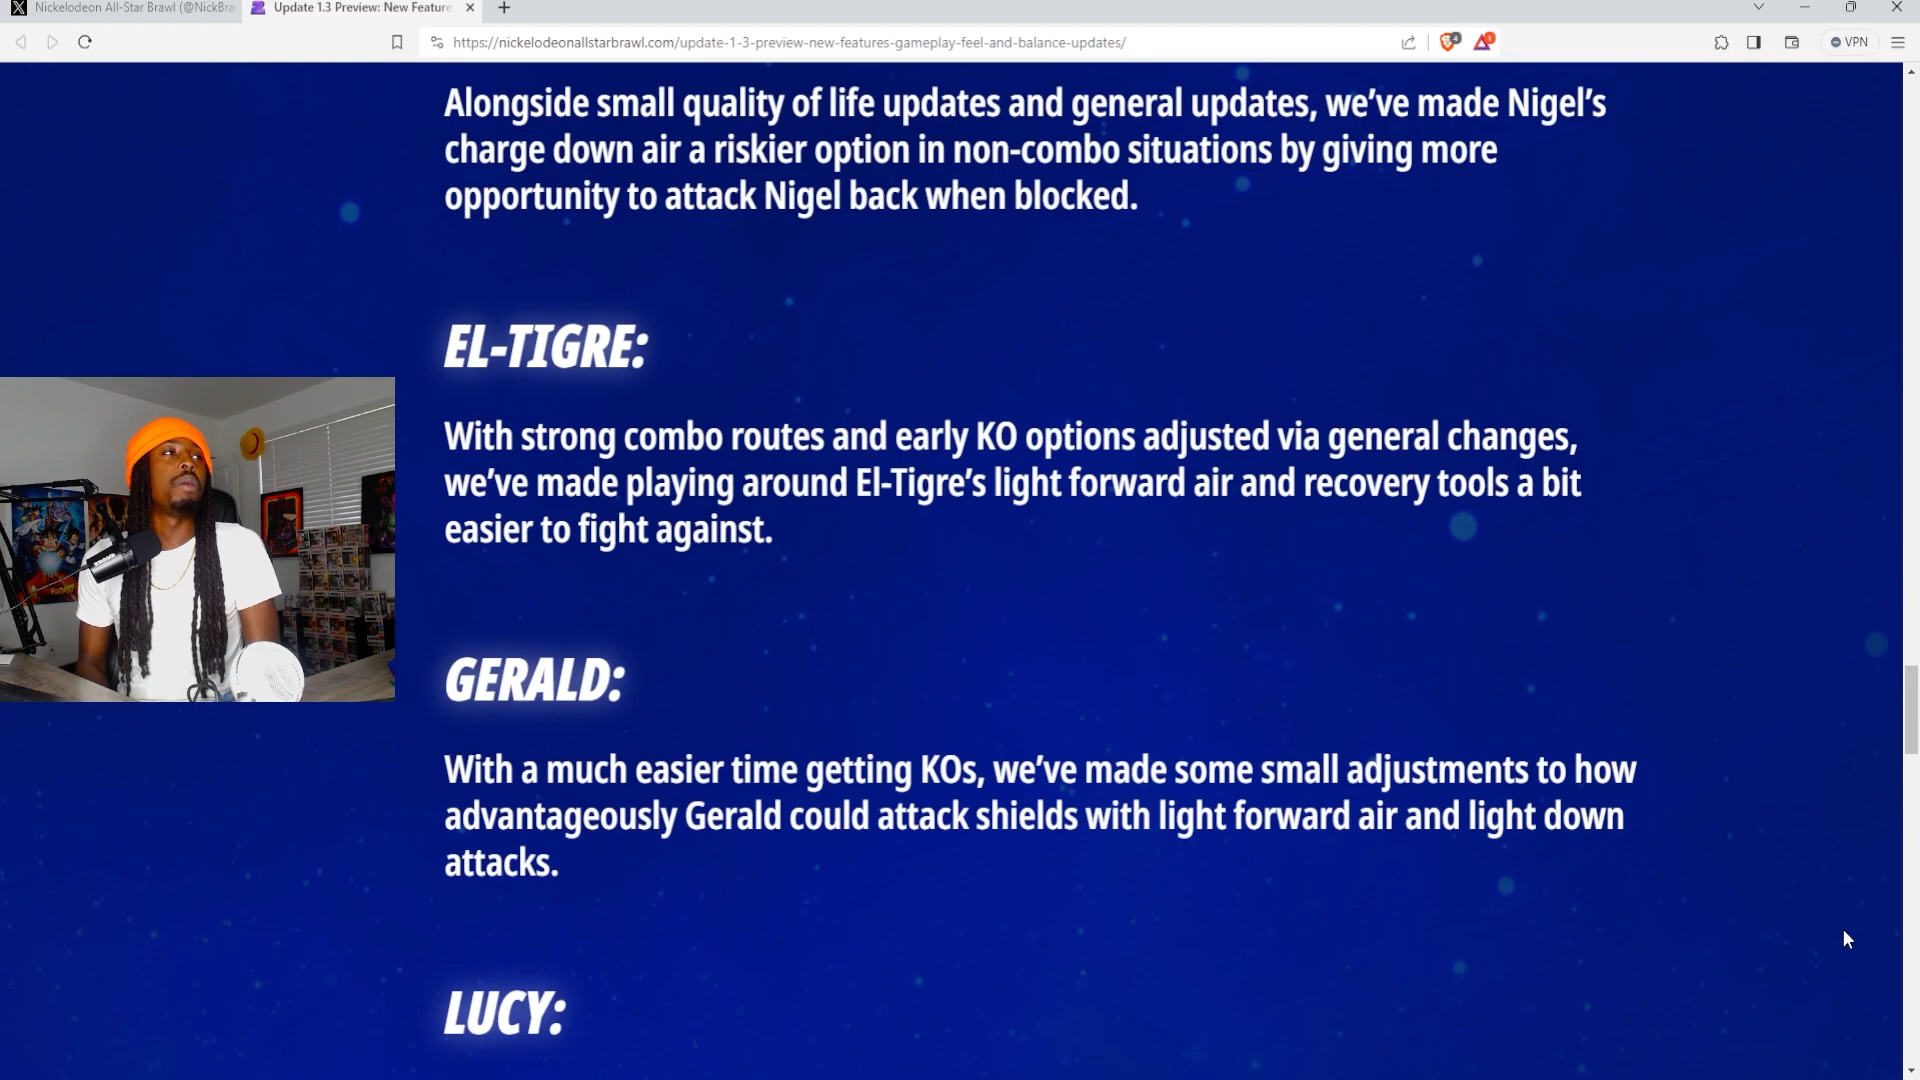 Nickelodeon All-Star Brawl (@NickBra
Update 1.3 Preview: New Feature
https://nickelodeonallstarbrawl.com/update-1-3-preview-new-features-gameplay-feel-and-balance-updates/
4
1
VPN
Alongside small quality of life updates and general updates, we’ve made Nigel’s
charge down air a riskier option in non-combo situations by giving more
opportunity to attack Nigel back when blocked.
EL-TIGRE:
With strong combo routes and early KO options adjusted via general changes,
we’ve made playing around El-Tigre’s light forward air and recovery tools a bit
easier to fight against.
GERALD:
With a much easier time getting KOs, we’ve made some small adjustments to how
advantageously Gerald could attack shields with light forward air and light down
attacks.
LUCY: